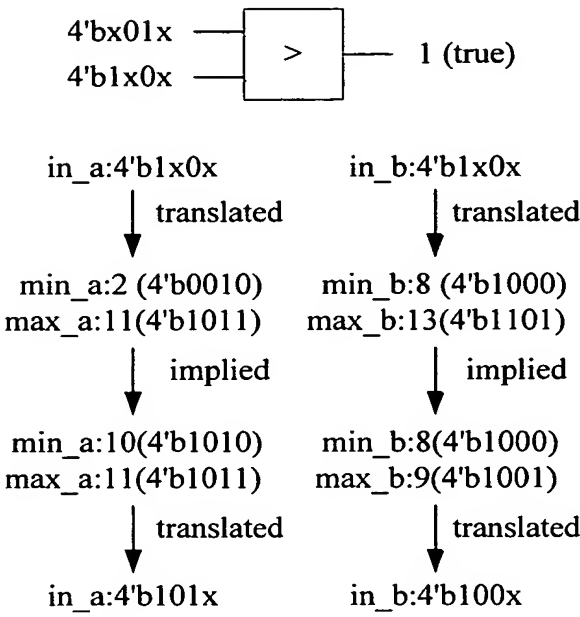 4'bx01x
>
1 (true)
4'b1x0x
in_a:4'b1x0x in_b:4'b1x0x
translated translated
min_a:2 (4'b0010) min_b:8 (4'b1000)
max_a:11(4'b1011) max_b:13(4'b1101)
implied implied
min_a:10(4'b1010) min_b:8(4'b1000)
max_a:11(4'b1011) max_b:9(4'b1001)
translated translated
in_a:4'b101x in_b:4'b100x